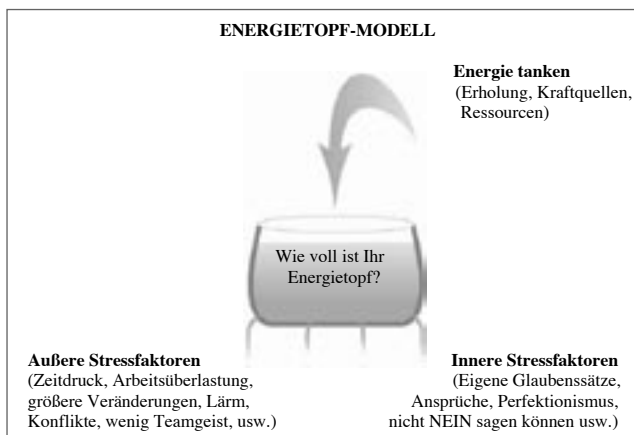 ENERGIETOPF-MODELL
Energie tanken
(Erholung, Kraftquellen,
Ressourcen)
Wie voll ist Ihr
Energietopf?
Außere Stressfaktoren
(Zeitdruck, Arbeitsüberlastung,
größere Veränderungen, Lärm,
Konflikte, wenig Teamgeist, usw.)
Innere Stressfaktoren
(Eigene Glaubenssätze,
Ansprüche, Perfektionismus,
nicht NEIN sagen können usw.)